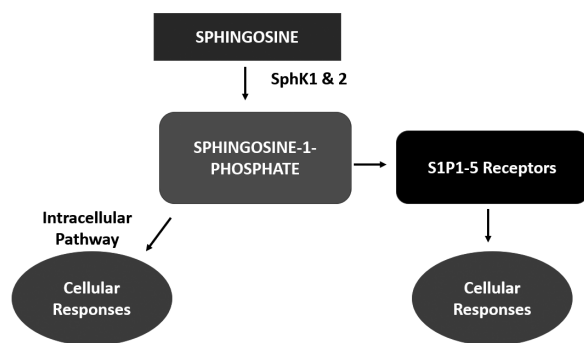 SPHINGOSINE
SphK1 & 2
SPHINGOSINE-1-
PHOSPHATE
S1P1-5 Receptors
Intracellular
Pathway
Cellular
Responses
Cellular
Responses